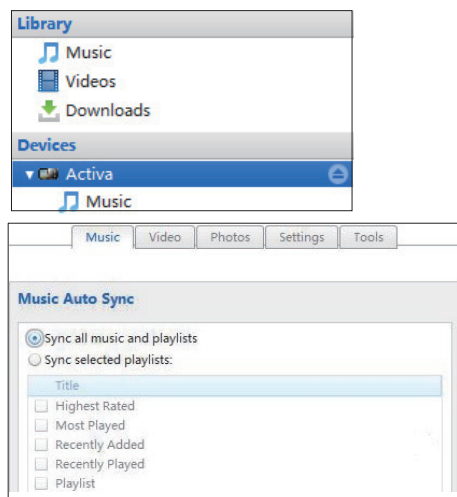 Library
Music
Videos
Downloads
Devices
Activa
Music
Music Video Photos Settings Tools
Music Auto Sync
Sync all music and playlists
Sync selected playlists:
Title
Highest Rated
Most Played
Recently Added
Recently Played
Playlist